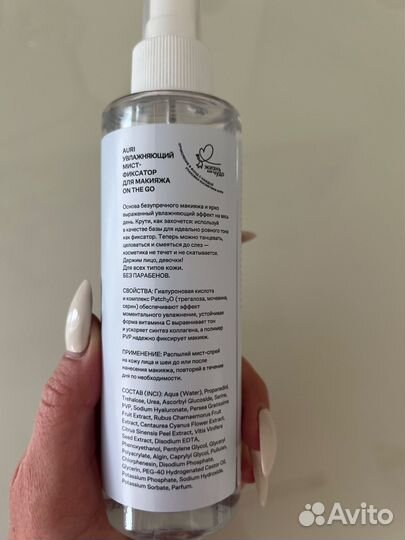 AURI
УВЛАЖНЯЮЩИЙ
МИСТ-
ФИКСАТОР
ДЛЯ МАКИЯЖА
ON THE GO
жизнь
как чудо
Основа безупречного макияжа и ярко
выраженный увлажняющий эффект на весь
день. Крути, как захочется: используй
в качестве базы для идеально ровного тона
как фиксатор. Теперь можно танцевать,
целоваться и смеяться до слез —
косметика не течет и не скатывается.
Держим лицо, девочки!
Для всех типов кожи.
БЕЗ ПАРАБЕНОВ.
СВОЙСТВА: Гиалуроновая кислота
и комплекс Patch₂O (трегалоза, мочевина,
серин) обеспечивают эффект
моментального увлажнения, устойчивая
форма витамина С выравнивает тон
и ускоряет синтез коллагена, а полимер
PVP надежно фиксирует макияж.
ПРИМЕНЕНИЕ: Распыляй мист-спрей
на кожу лица и шеи до или после
нанесения макияжа, повторяй в течение
дня по необходимости.
СОСТАВ (INCI): Aqua (Water), Propanediol,
Trehalose, Urea, Ascorbyl Glucoside, Serine,
PVP, Sodium Hyaluronate, Persea Gratissima
Fruit Extract, Rubus Chamaemorus Fruit
Extract, Centaurea Cyanus Flower Extract,
Citrus Sinensis Peel Extract, Vitis Vinifera
Seed Extract, Disodium EDTA,
Phenoxyethanol, Pentylene Glycol, Glyceryl
Polyacrylate, Algin, Caprylyl Glycol, Pullulan,
Chlorphenesin, Disodium Phosphate,
Glycerin, PEG-40 Hydrogenated Castor Oil,
Potassium Phosphate, Sodium Hydroxide,
Potassium Sorbate, Parfum.
Avito